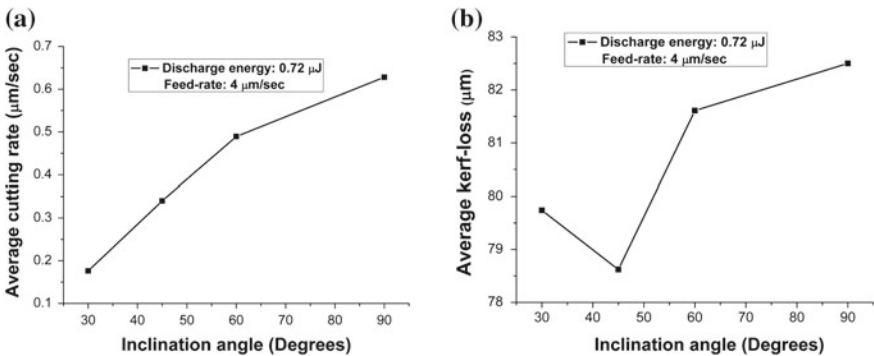 (a)
0.7
0.6
0.5
0.4
0.3
0.2
0.1
Average cutting rate (μm/sec)
Discharge energy: 0.72 μJ
Feed-rate: 4 μm/sec
30 40 50 60 70 80 90
Inclination angle (Degrees)
(b)
83
82
81
80
79
78
Average kerf-loss (μm)
Discharge energy: 0.72 μJ
Feed-rate: 4 μm/sec
30 40 50 60 70 80 90
Inclination angle (Degrees)